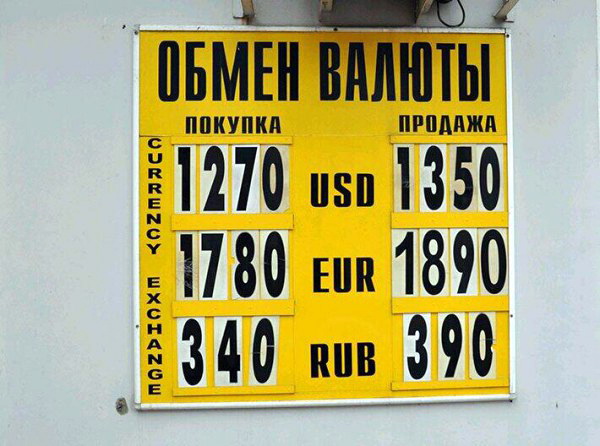 ОБМЕН ВАЛЮТЫ
ПОКУПКА ПРОДАЖА
CURRENCY EXCHANGE
1270 USD 1350
1780 EUR 1890
340 RUB 390